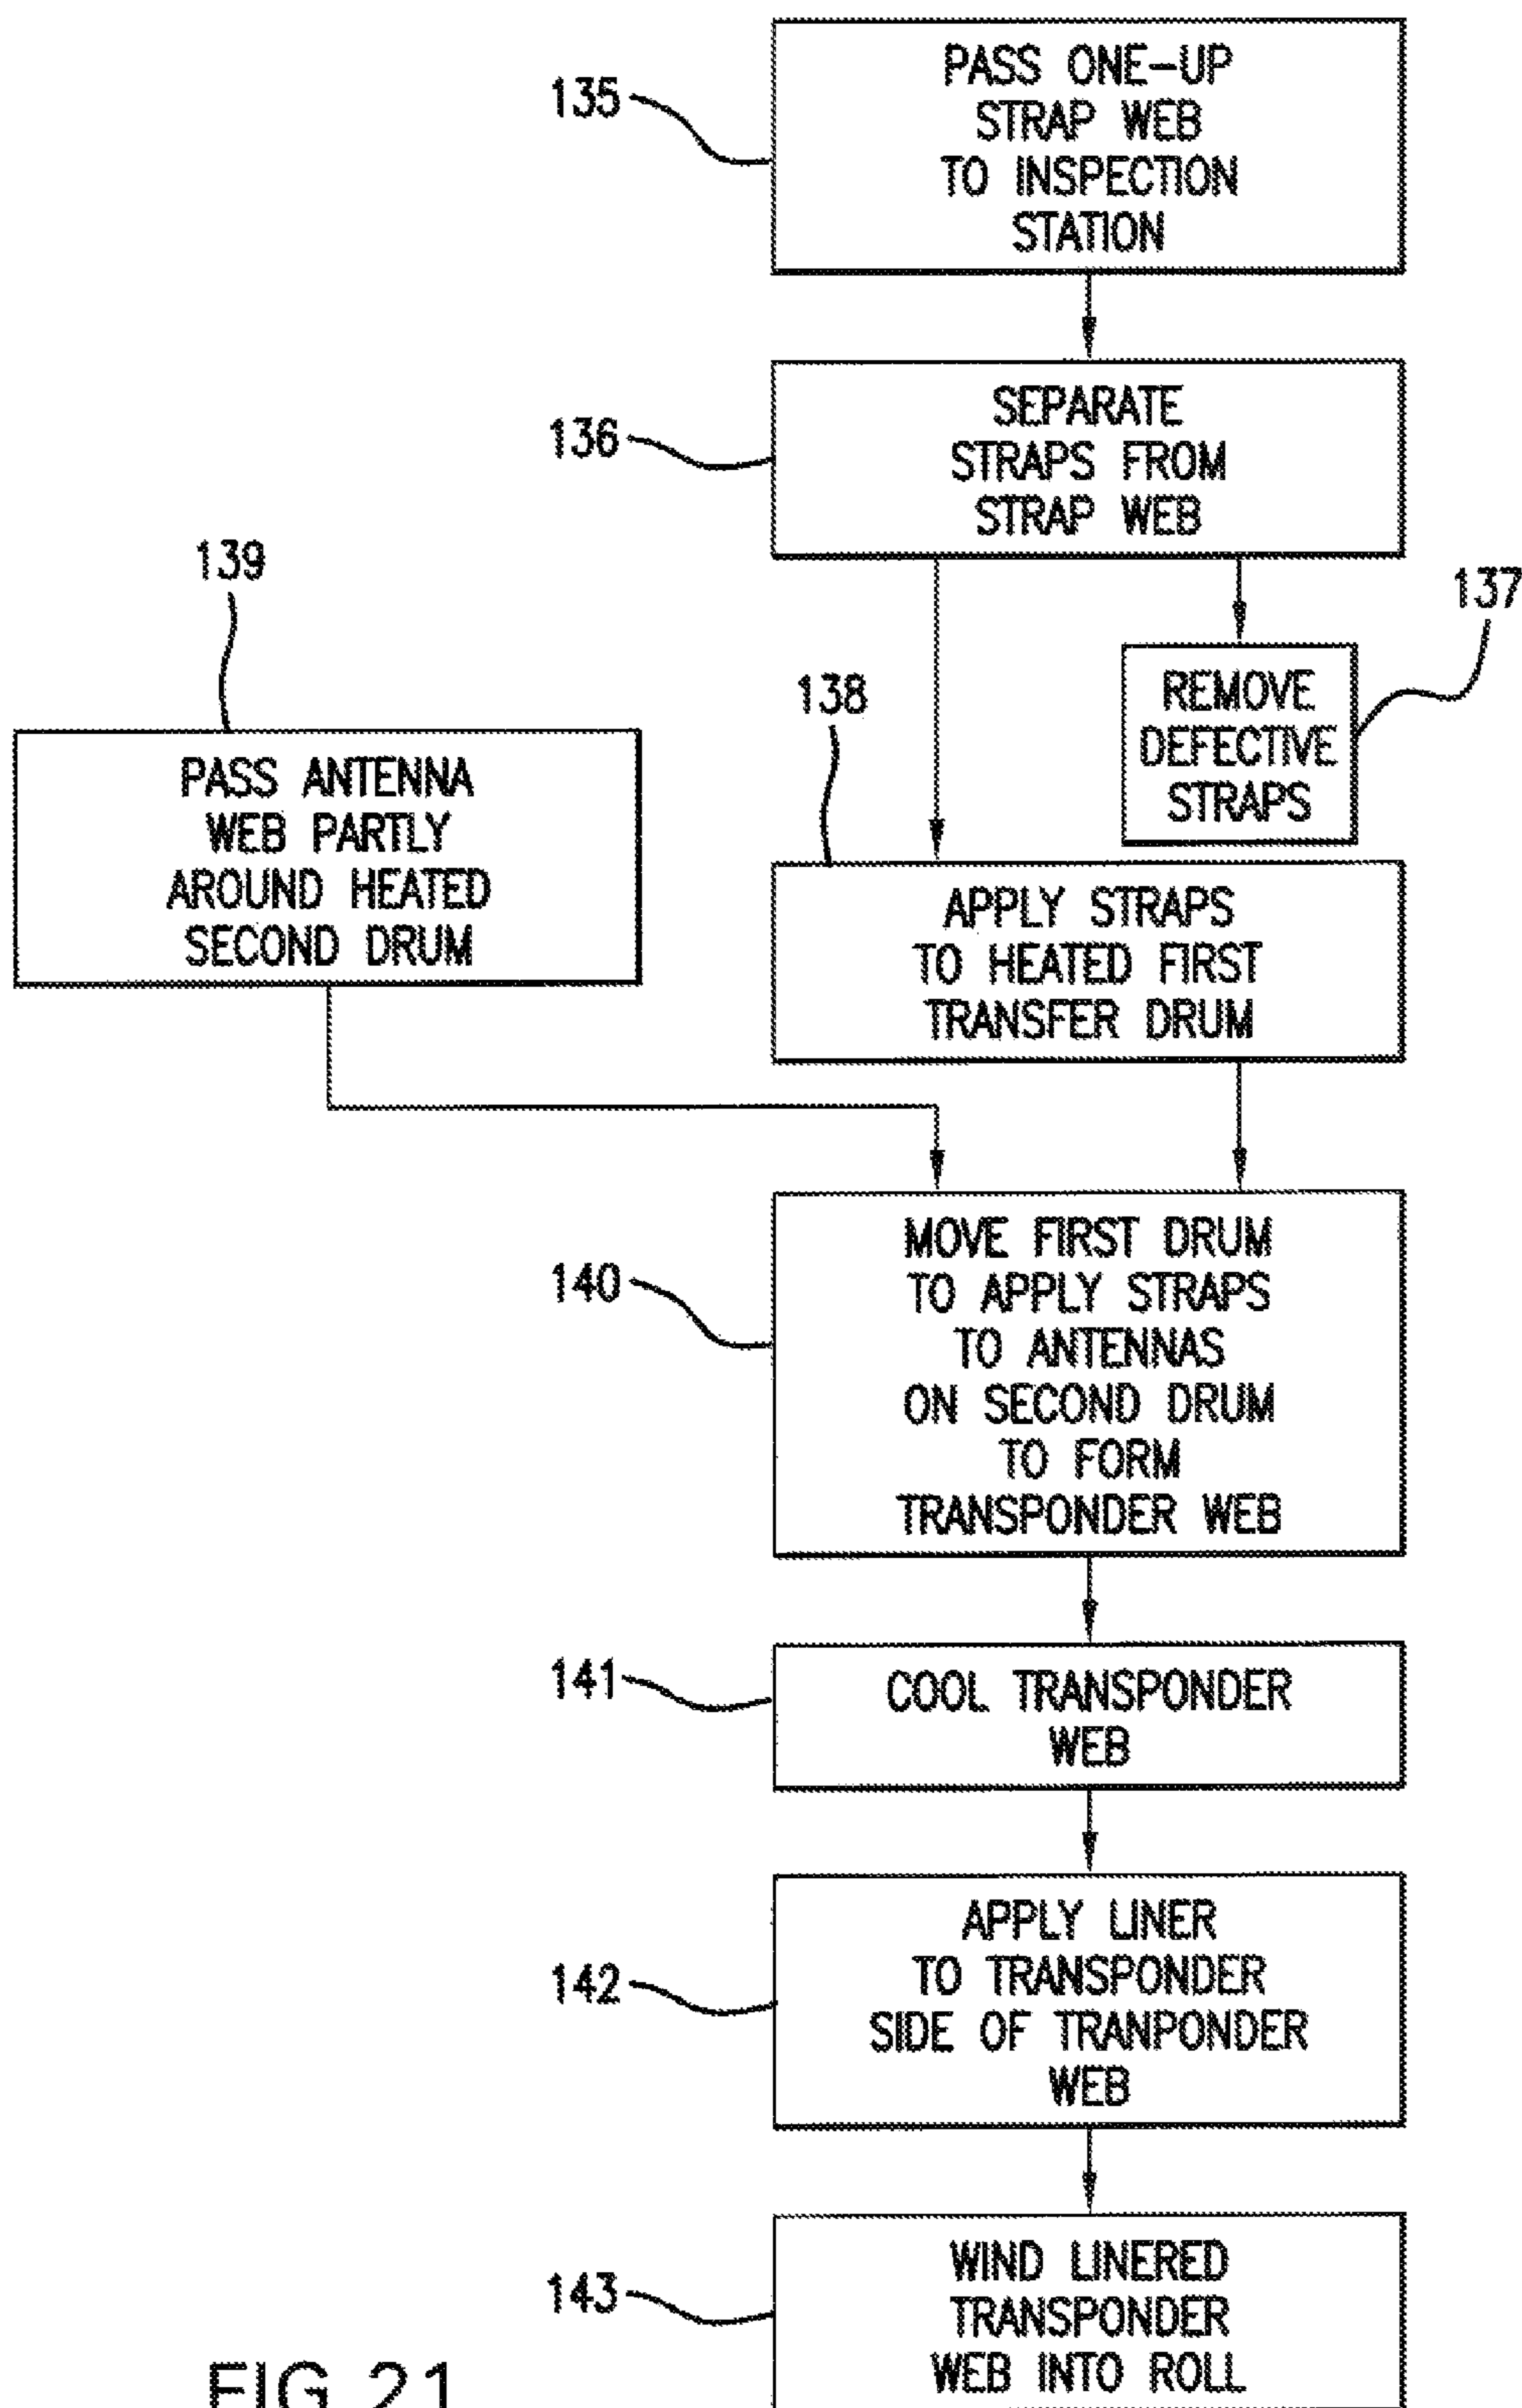 135
PASS ONE-UP
STRAP WEB
TO INSPECTION
STATION
136
SEPARATE
STRAPS FROM
STRAP WEB
139
137
138
REMOVE
DEFECTIVE
STRAPS
PASS ANTENNA
WEB PARTLY
AROUND HEATED
SECOND DRUM
APPLY STRAPS
TO HEATED FIRST
TRANSFER DRUM
140
MOVE FIRST DRUM
TO APPLY STRAPS
TO ANTENNAS
ON SECOND DRUM
TO FORM
TRANSPONDER WEB
141
COOL TRANSPONDER
WEB
142
APPLY LINER
TO TRANSPONDER
SIDE OF TRANPONDER
WEB
143
WIND LINERED
TRANSPONDER
WEB INTO ROLL
FIG 21